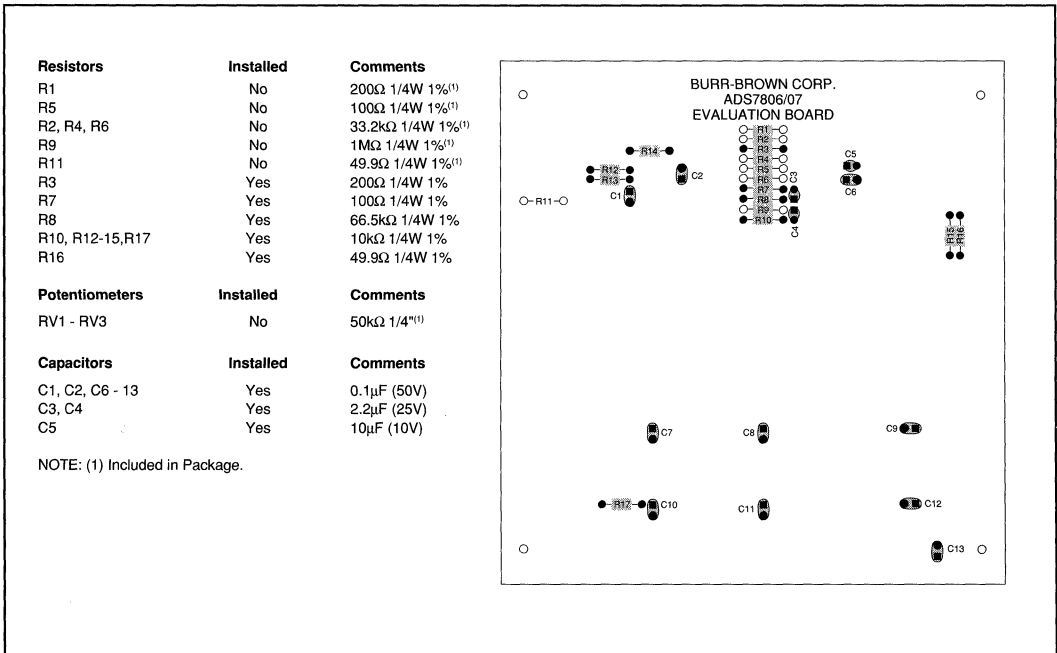 Resistors Installed Comments
R1 No 200Ω 1/4W 1%(1)
R5 No 100Ω 1/4W 1%(1)
R2, R4, R6 No 33.2kΩ 1/4W 1%(1)
R9 No 1MΩ 1/4W 1%(1)
R11 No 49.9Ω 1/4W 1%(1)
R3 Yes 200Ω 1/4W 1%
R7 Yes 100Ω 1/4W 1%
R8 Yes 66.5kΩ 1/4W 1%
R10, R12-15,R17 Yes 10kΩ 1/4W 1%
R16 Yes 49.9Ω 1/4W 1%
Potentiometers Installed Comments
RV1 - RV3 No 50kΩ 1/4"(1)
Capacitors Installed Comments
C1, C2, C6 - 13 Yes 0.1µF (50V)
C3, C4 Yes 2.2µF (25V)
C5 Yes 10µF (10V)
NOTE: (1) Included in Package.
BURR-BROWN CORP.
ADS7806/07
EVALUATION BOARD
R1
R2
R3
R4
R5
R6
R7
R8
R9
R10
R14
R12
R13
C1
C2
R11
C3
C4
C5
C6
R15
R16
C7
C8
C9
R17
C10
C11
C12
C13